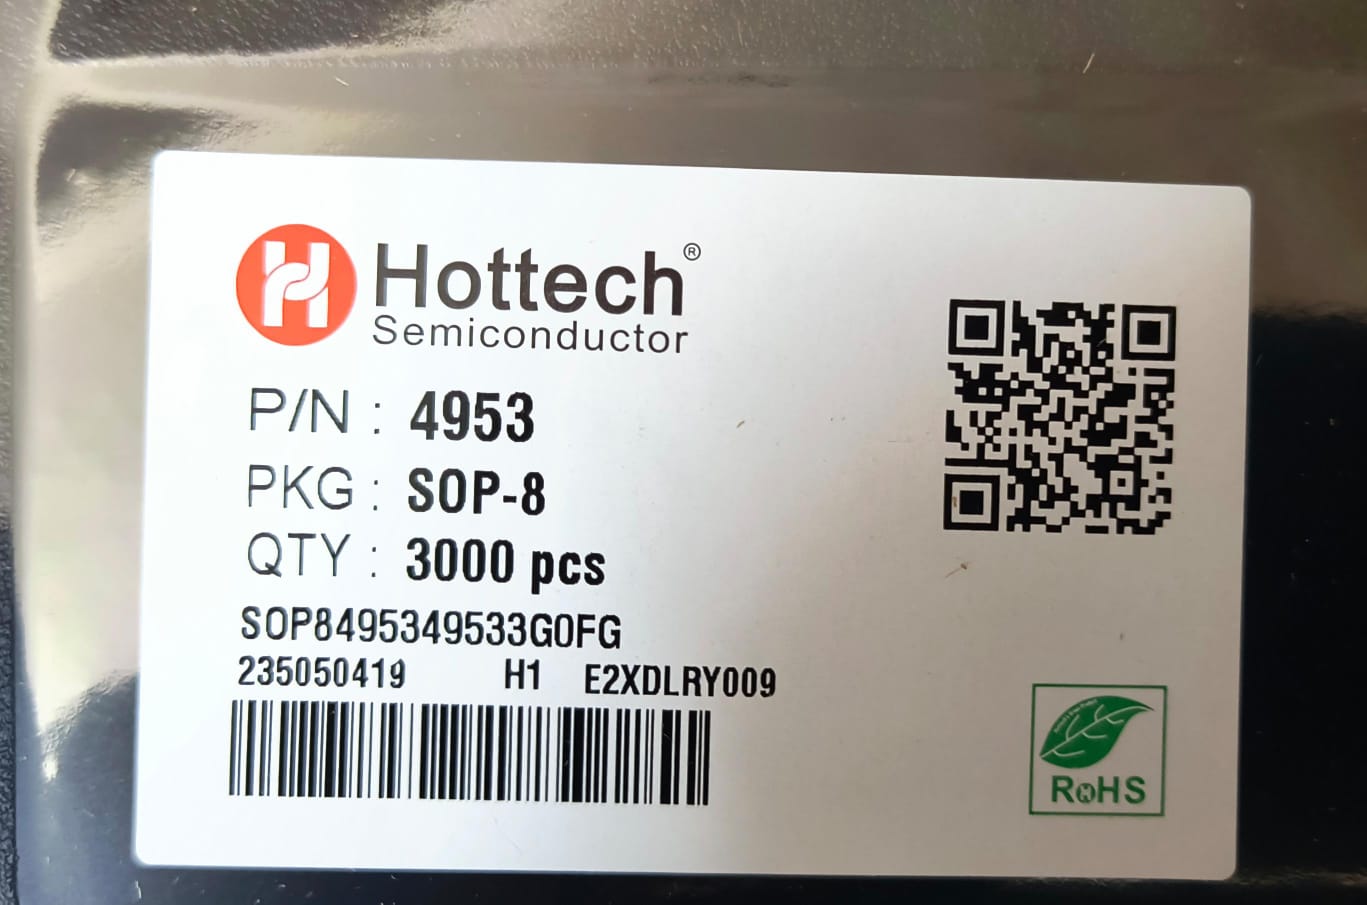 Hottech®
Semiconductor
P/N : 4953
PKG : SOP-8
QTY : 3000 pcs
SOP8495349533G0FG
235050419 H1 E2XDLRY009
RoHS